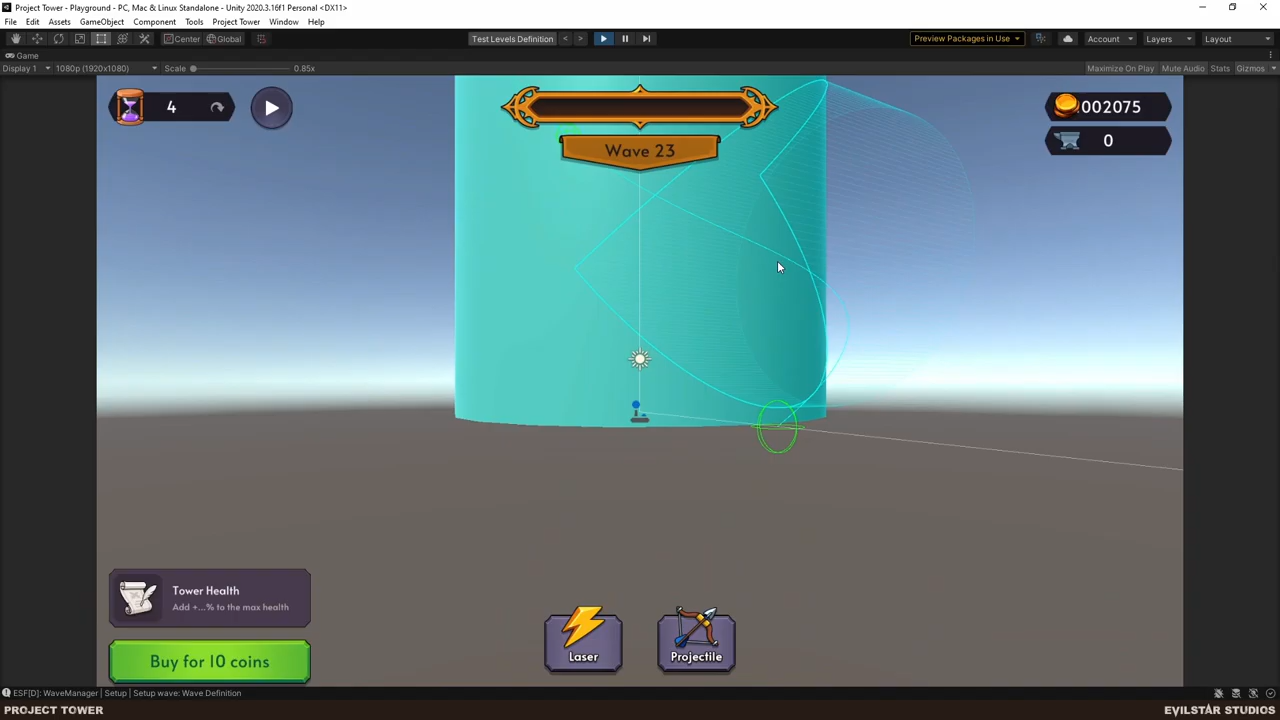 Project Tower - Playground - PC, Mac & Linux Standalone - Unity 2020.3.16f1 Personal <DX11>
File Edit Assets GameObject Component Tools Project Tower Window Help
Center Global Test Levels Definition < > Preview Packages in Use Account Layers Layout
Game
Display 1 1080p (1920x1080) Scale 0.85x Maximize On Play Mute Audio Stats Gizmos
4
002075
0
Wave 23
Tower Health
Add +...% to the max health
Buy for 10 coins
Laser
Projectile
ESF[D]: WaveManager | Setup | Setup wave: Wave Definition
PROJECT TOWER
EVILSTAR STUDIOS